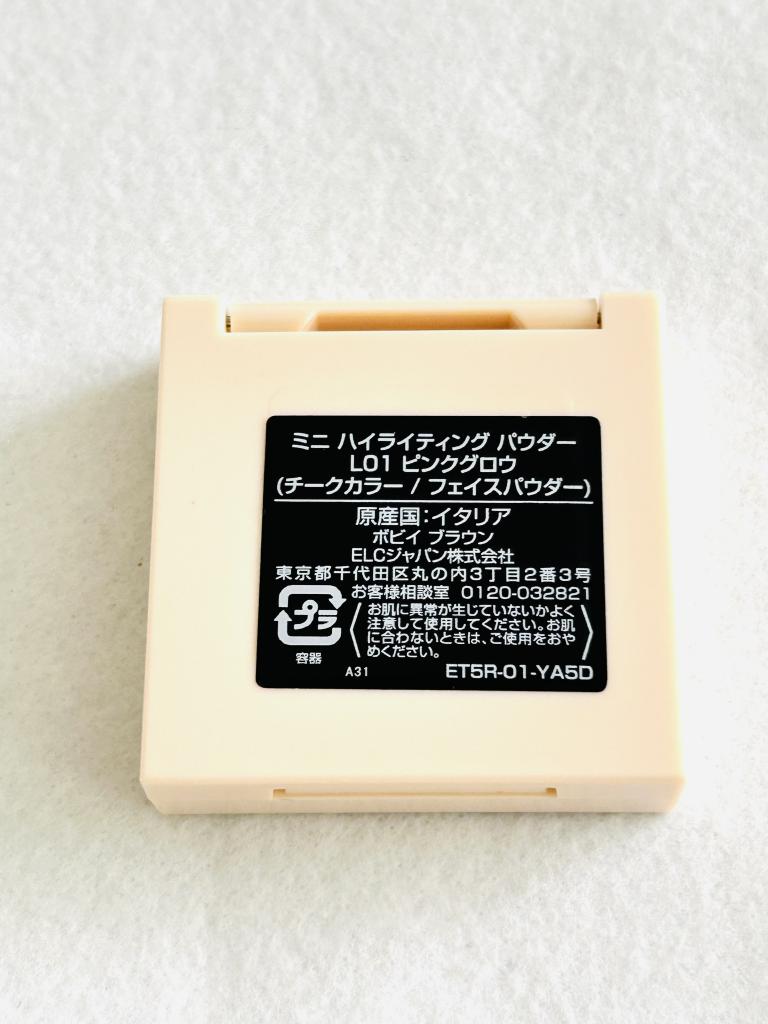 ミニ ハイライティング パウダー
L01 ピンクグロウ
(チークカラー / フェイスパウダー)
原産国:イタリア
ボビイ ブラウン
ELCジャパン株式会社
東京都千代田区丸の内3丁目2番3号
お客様相談室 0120-032821
プラ
容器
お肌に異常が生じていないかよく
注意して使用してください。お肌
に合わないときは、ご使用をおや
めください。
A31
ET5R-01-YA5D